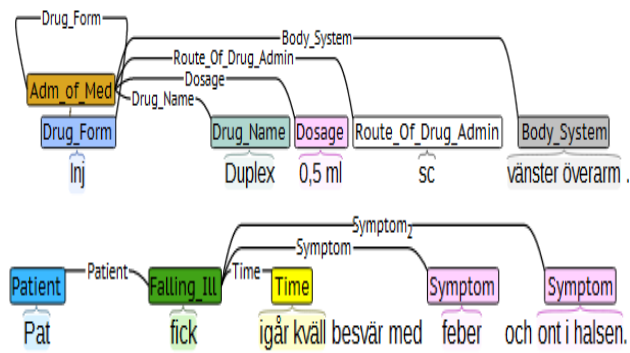 Drug_Form
Body_System
Route_Of_Drug_Admin
Dosage
Adm_of_Med
Drug_Name
Drug_Form Drug_Name Dosage Route_Of_Drug_Admin Body_System
Inj Duplex 0,5 ml sc vänster överarm .
Symptom2
Symptom
Patient Time
Patient Falling_Ill Time Symptom Symptom
Pat fick igår kväll besvär med feber och ont i halsen.